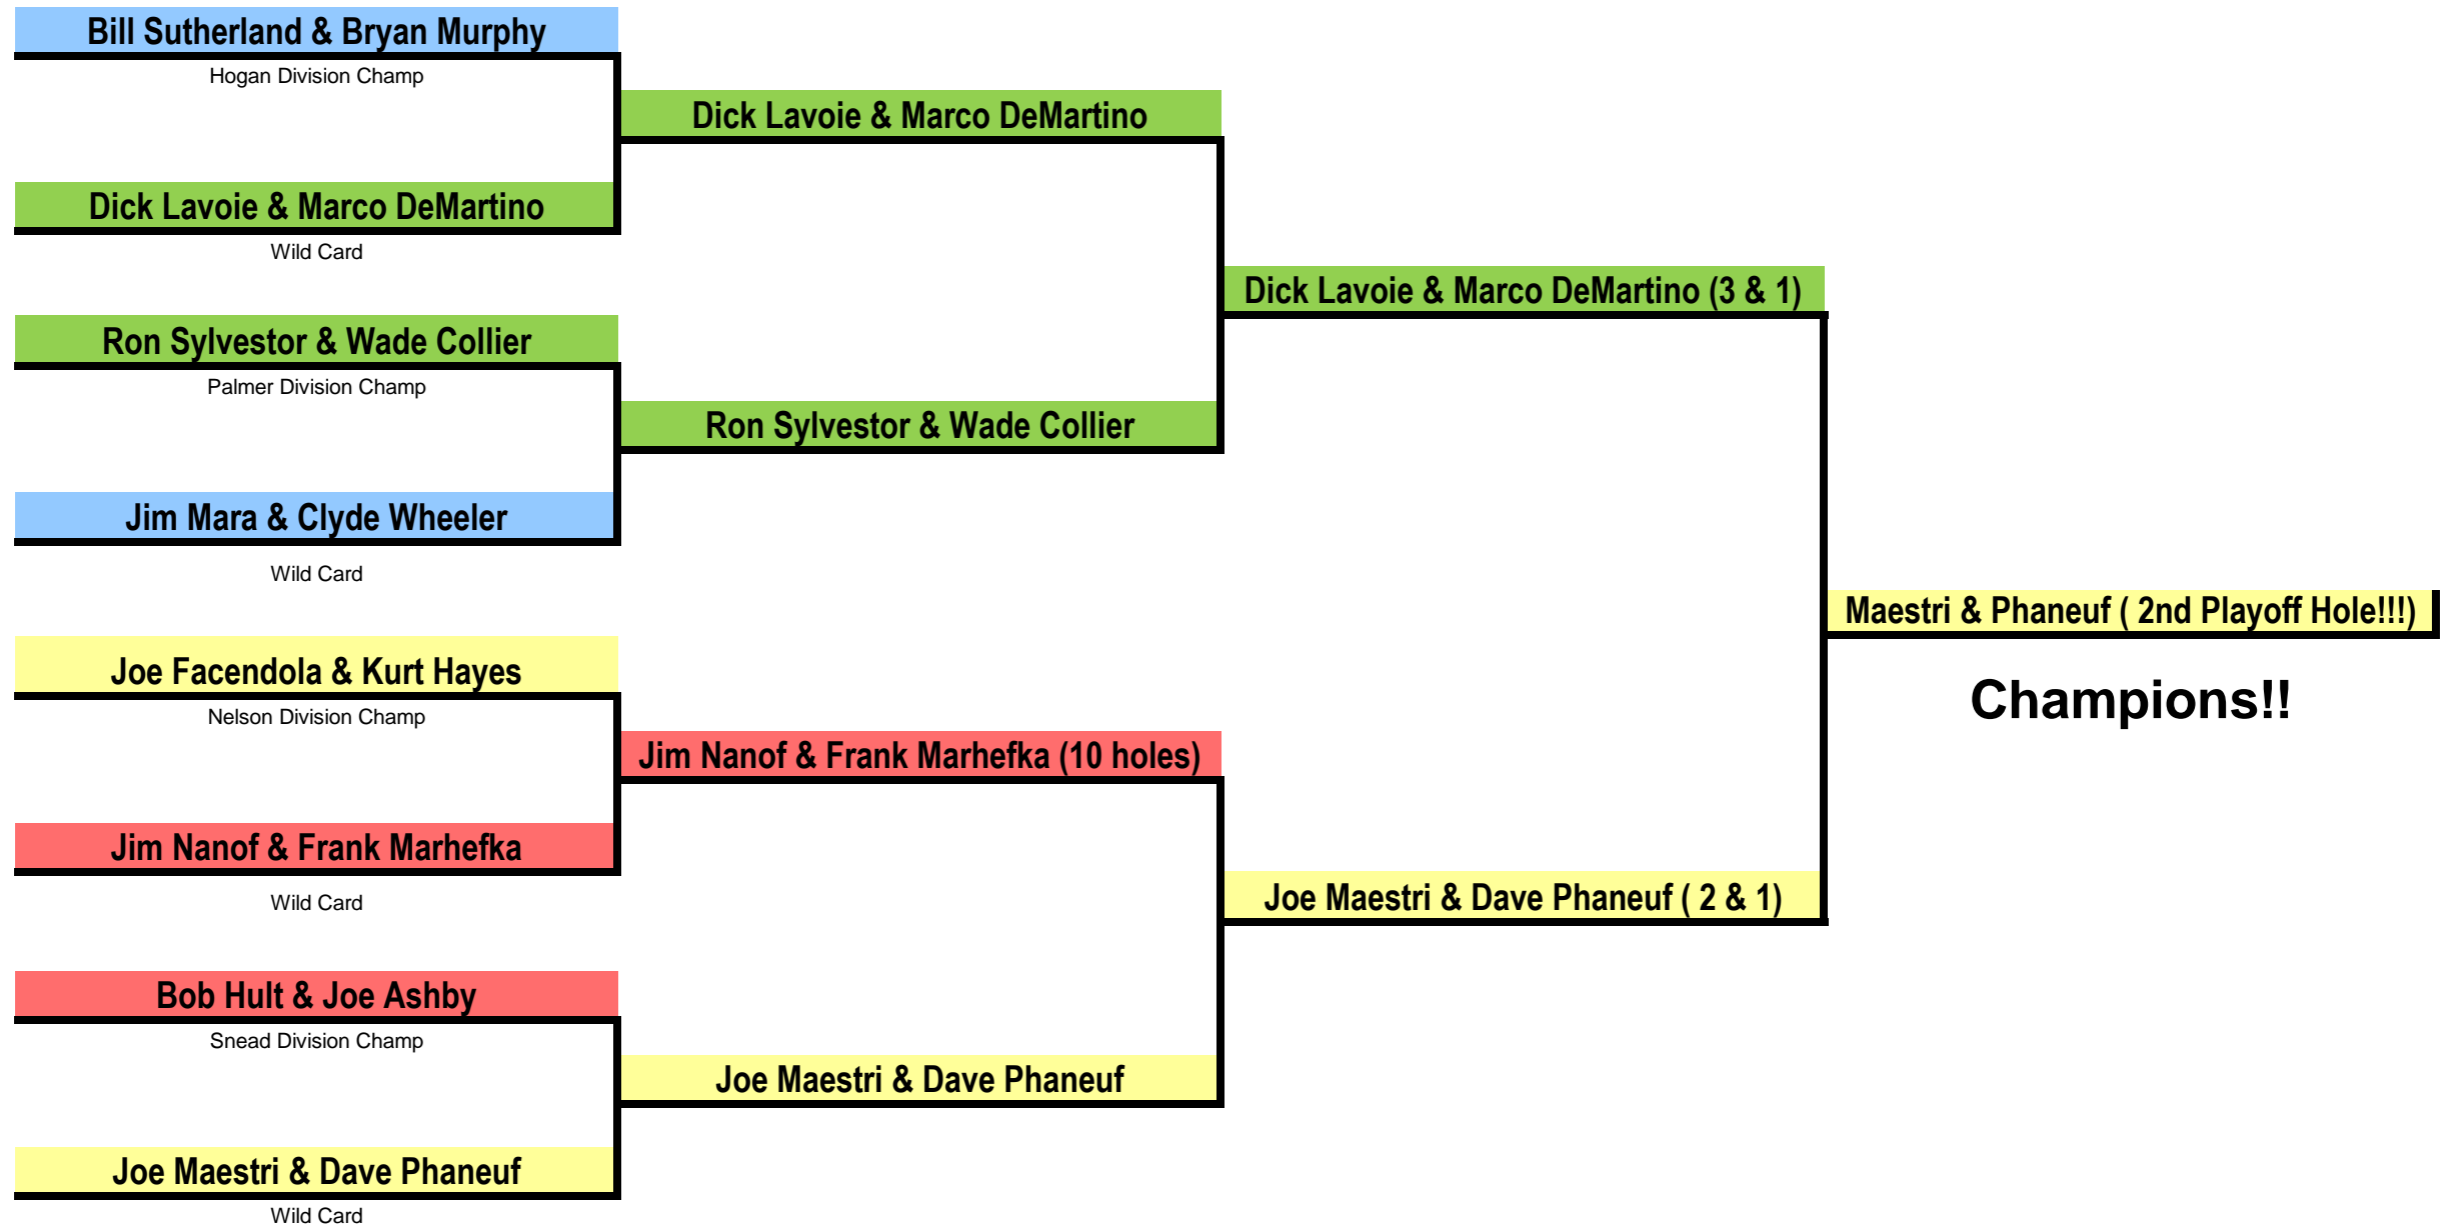 Bill Sutherland & Bryan Murphy
Hogan Division Champ
Dick Lavoie & Marco DeMartino
Dick Lavoie & Marco DeMartino
Wild Card
Dick Lavoie & Marco DeMartino (3 & 1)
Ron Sylvestor & Wade Collier
Palmer Division Champ
Ron Sylvestor & Wade Collier
Jim Mara & Clyde Wheeler
Wild Card
Maestri & Phaneuf ( 2nd Playoff Hole!!!)
Joe Facendola & Kurt Hayes
Champions!!
Nelson Division Champ
Jim Nanof & Frank Marhefka (10 holes)
Jim Nanof & Frank Marhefka
Wild Card
Joe Maestri & Dave Phaneuf ( 2 & 1)
Bob Hult & Joe Ashby
Snead Division Champ
Joe Maestri & Dave Phaneuf
Joe Maestri & Dave Phaneuf
Wild Card